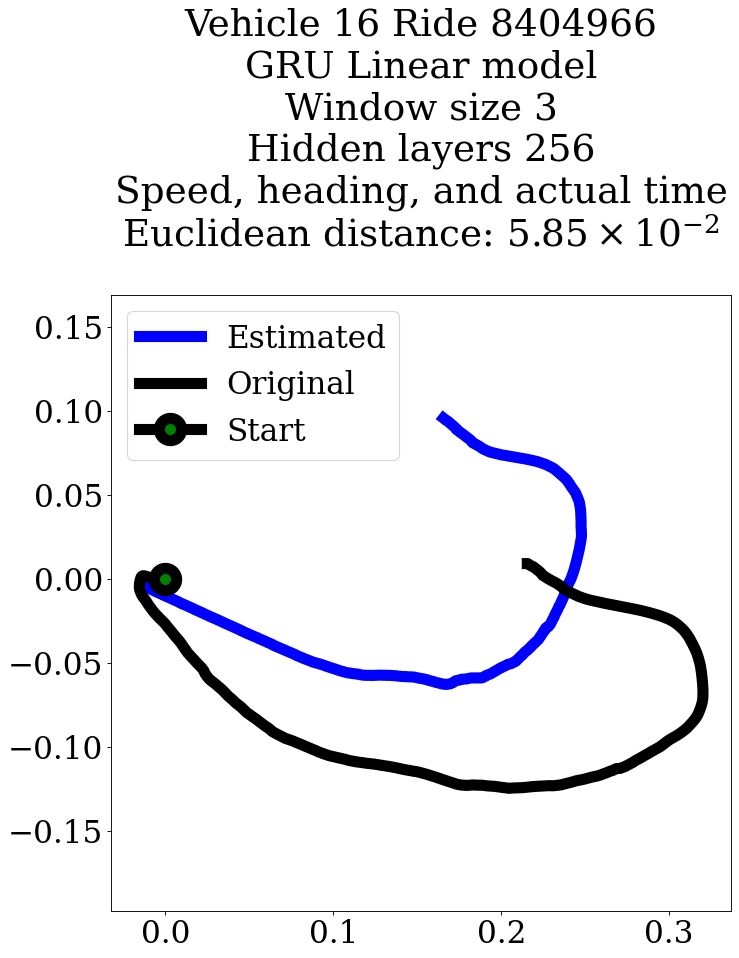 Vehicle 16 Ride 8404966
GRU Linear model
Window size 3
Hidden layers 256
Speed, heading, and actual time
Euclidean distance: 5.85 × 10⁻²
Estimated
Original
Start
0.15
0.10
0.05
0.00
−0.05
−0.10
−0.15
0.0 0.1 0.2 0.3